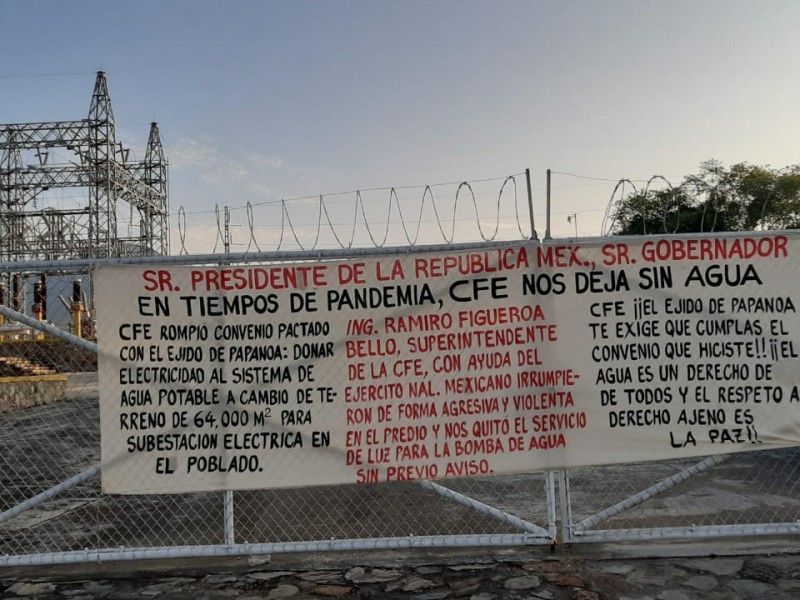 SR. PRESIDENTE DE LA REPUBLICA MEX., SR. GOBERNADOR
EN TIEMPOS DE PANDEMIA, CFE NOS DEJA SIN AGUA
CFE ROMPIÓ CONVENIO PACTADO
CON EL EJIDO DE PAPANOA: DONAR
ELECTRICIDAD AL SISTEMA DE
AGUA POTABLE A CAMBIO DE TE-
RRENO DE 64,000 M² PARA
SUBESTACIÓN ELECTRICA EN
EL POBLADO.
ING. RAMIRO FIGUEROA
BELLO, SUPERINTENDENTE
DE LA CFE, CON AYUDA DEL
EJERCITO NAL. MEXICANO IRRUMPIE-
RON DE FORMA AGRESIVA Y VIOLENTA
EN EL PREDIO Y NOS QUITÓ EL SERVICIO
DE LUZ PARA LA BOMBA DE AGUA
SIN PREVIO AVISO.
CFE ¡¡EL EJIDO DE PAPANOA
TE EXIGE QUE CUMPLAS EL
CONVENIO QUE HICISTE!! ¡¡EL
AGUA ES UN DERECHO DE
DE TODOS Y EL RESPETO A
DERECHO AJENO ES
LA PAZ!!